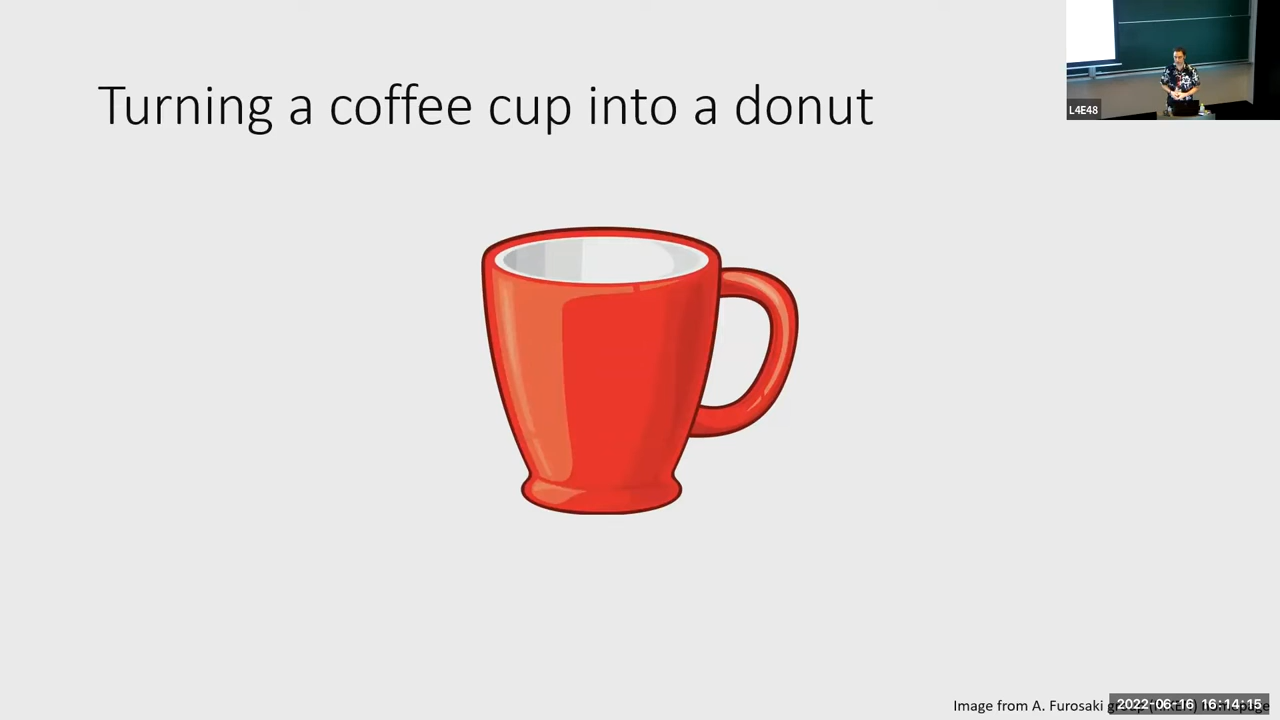 Turning a coffee cup into a donut
L4E48
Image from A. Furosaki
2022-06-16 16:14:15